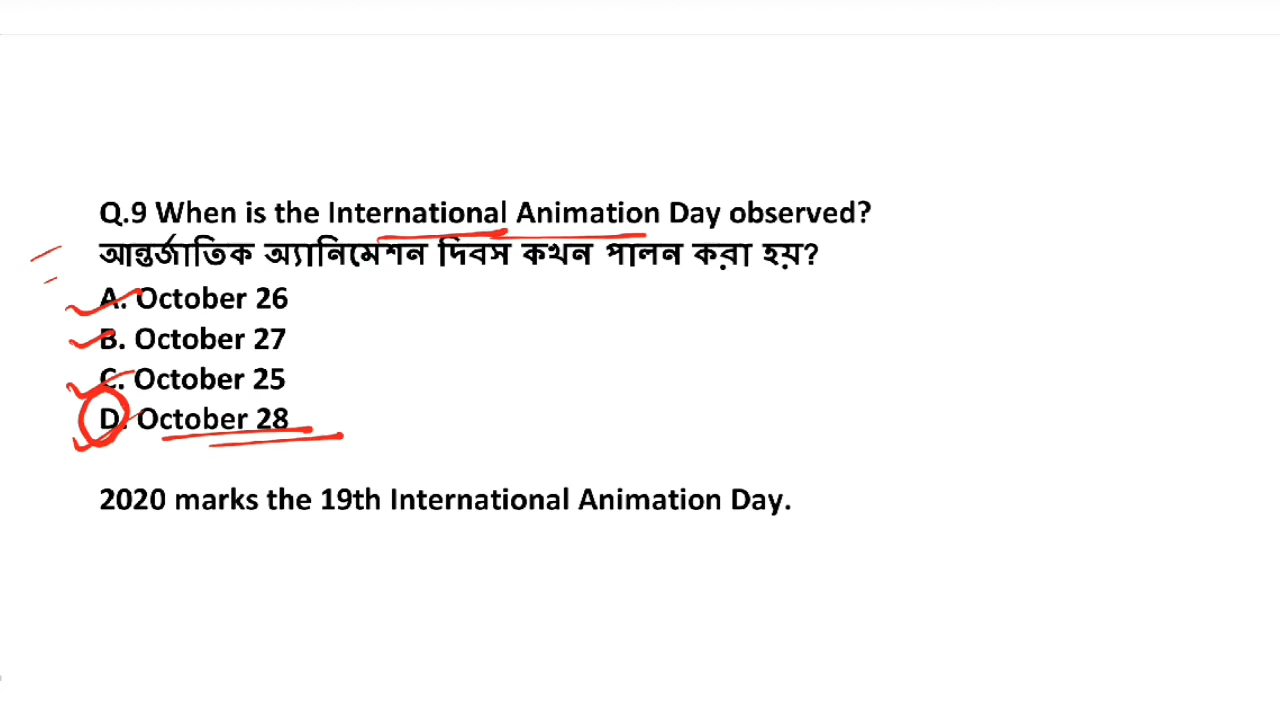 Q.9 When is the International Animation Day observed?
আন্তর্জাতিক অ্যানিমেশন দিবস কখন পালন করা হয়?
A. October 26
B. October 27
C. October 25
D. October 28
2020 marks the 19th International Animation Day.